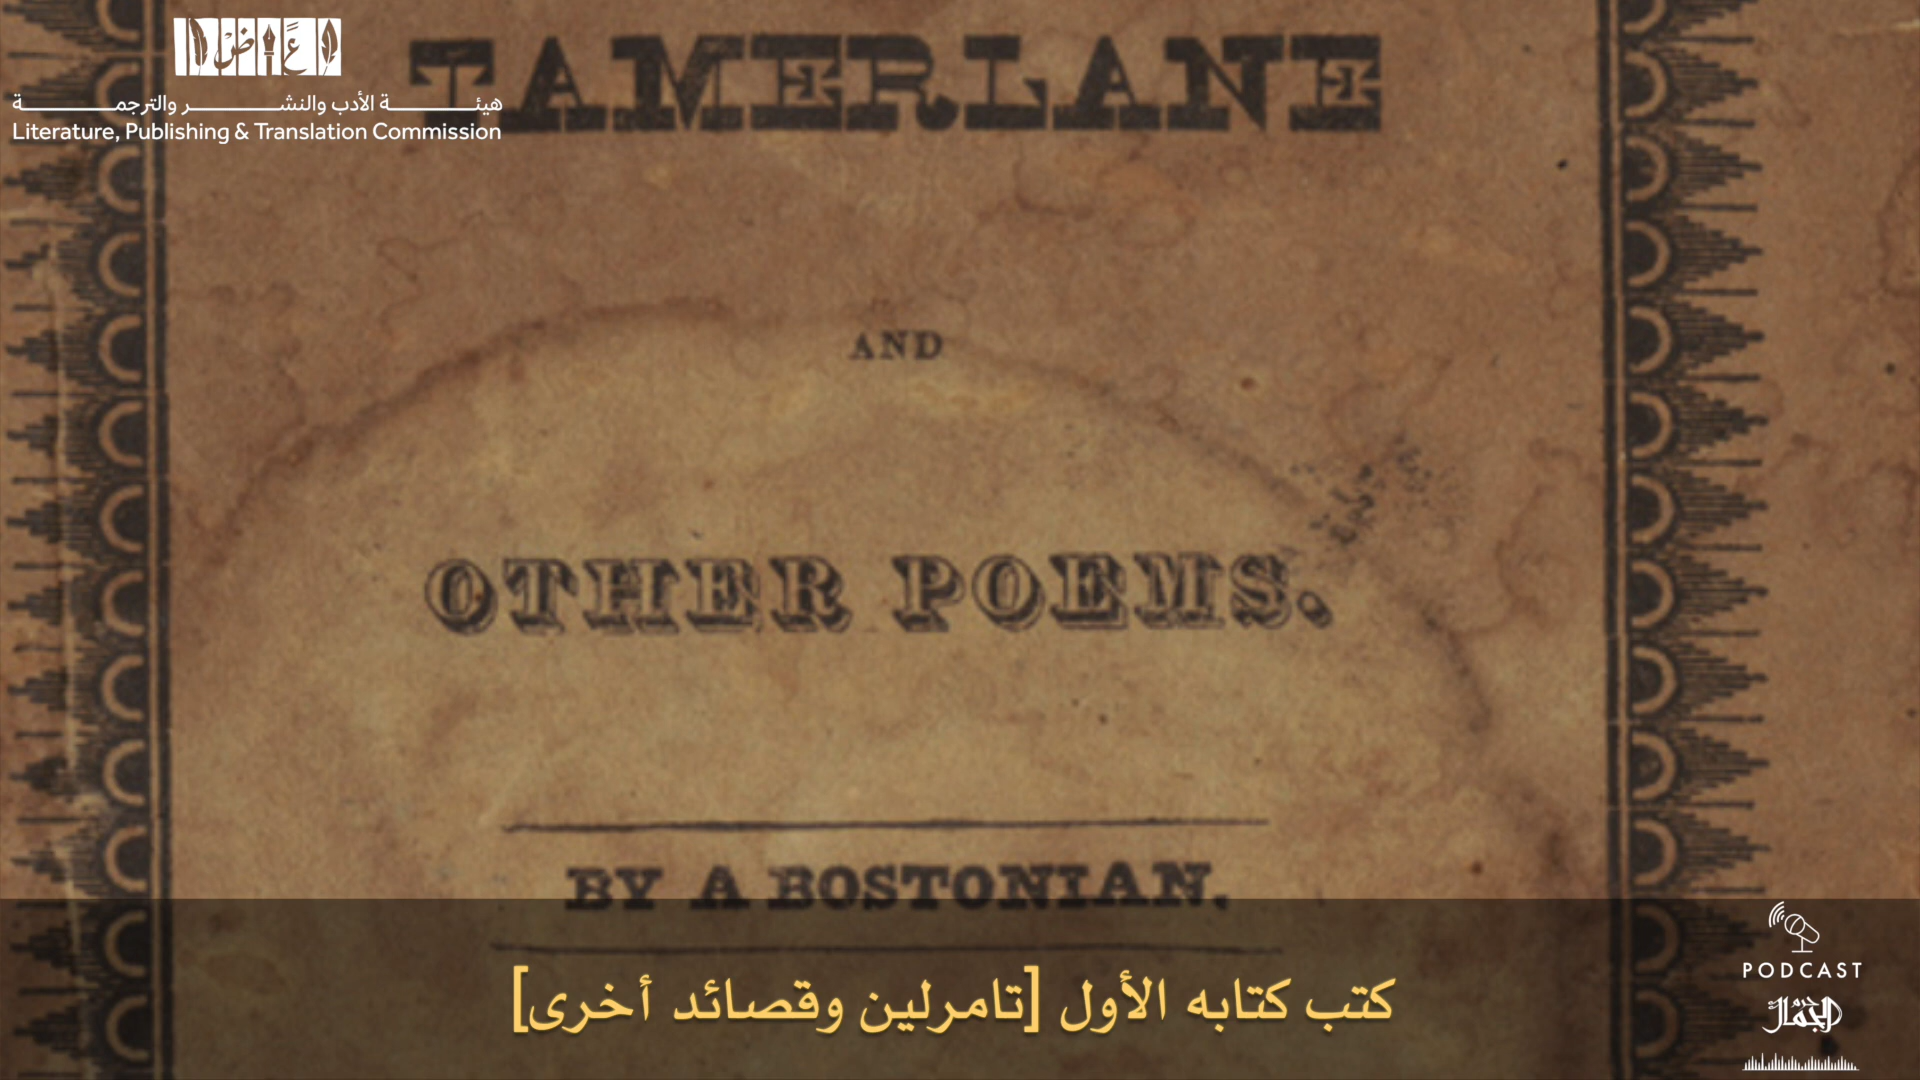 TAMERLANE
هيئة الأدب والنشر والترجمة
Literature, Publishing & Translation Commission
AND
OTHER POEMS.
BY A BOSTONIAN.
كتب كتابه الأول [تامرلين وقصائد أخرى]
PODCAST